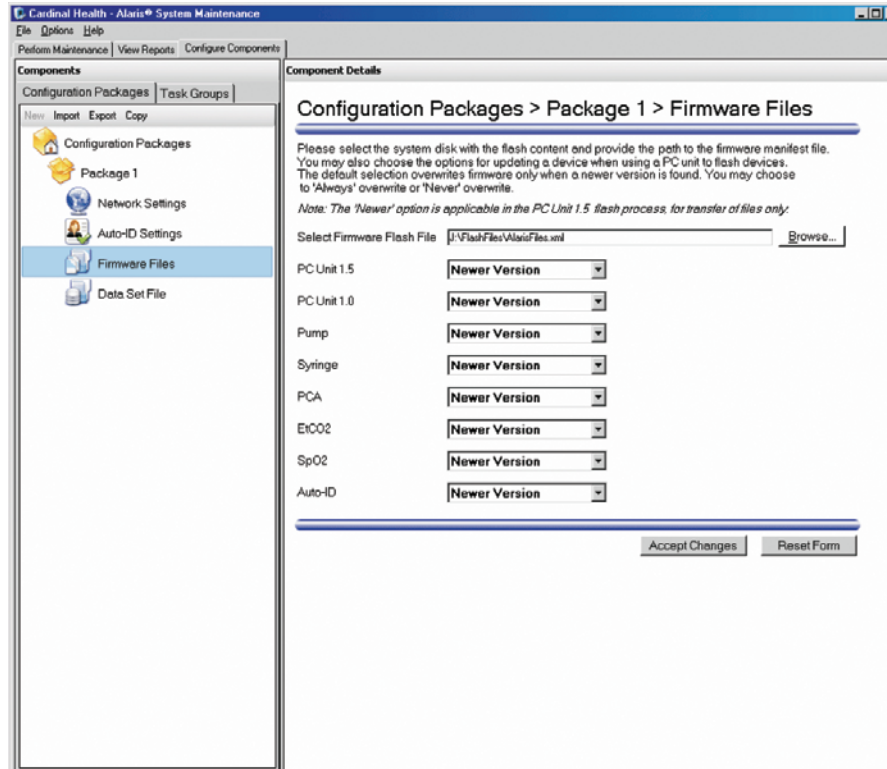 Cardinal Health - Alaris® System Maintenance
File Options Help
Perform Maintenance View Reports Configure Components
Components
Configuration Packages Task Groups
New Import Export Copy
Configuration Packages
Package 1
Network Settings
Auto-ID Settings
Firmware Files
Data Set File
Component Details
Configuration Packages > Package 1 > Firmware Files
Please select the system disk with the flash content and provide the path to the firmware manifest file.
You may also choose the options for updating a device when using a PC unit to flash devices.
The default selection overwrites firmware only when a newer version is found. You may choose
to 'Always' overwrite or 'Never' overwrite.
Note: The 'Newer' option is applicable in the PC Unit 1.5 flash process, for transfer of files only.
Select Firmware Flash File J:\FlashFiles\AlarisFiles.xml Browse...
PC Unit 1.5 Newer Version
PC Unit 1.0 Newer Version
Pump Newer Version
Syringe Newer Version
PCA Newer Version
EtCO2 Newer Version
SpO2 Newer Version
Auto-ID Newer Version
Accept Changes Reset Form